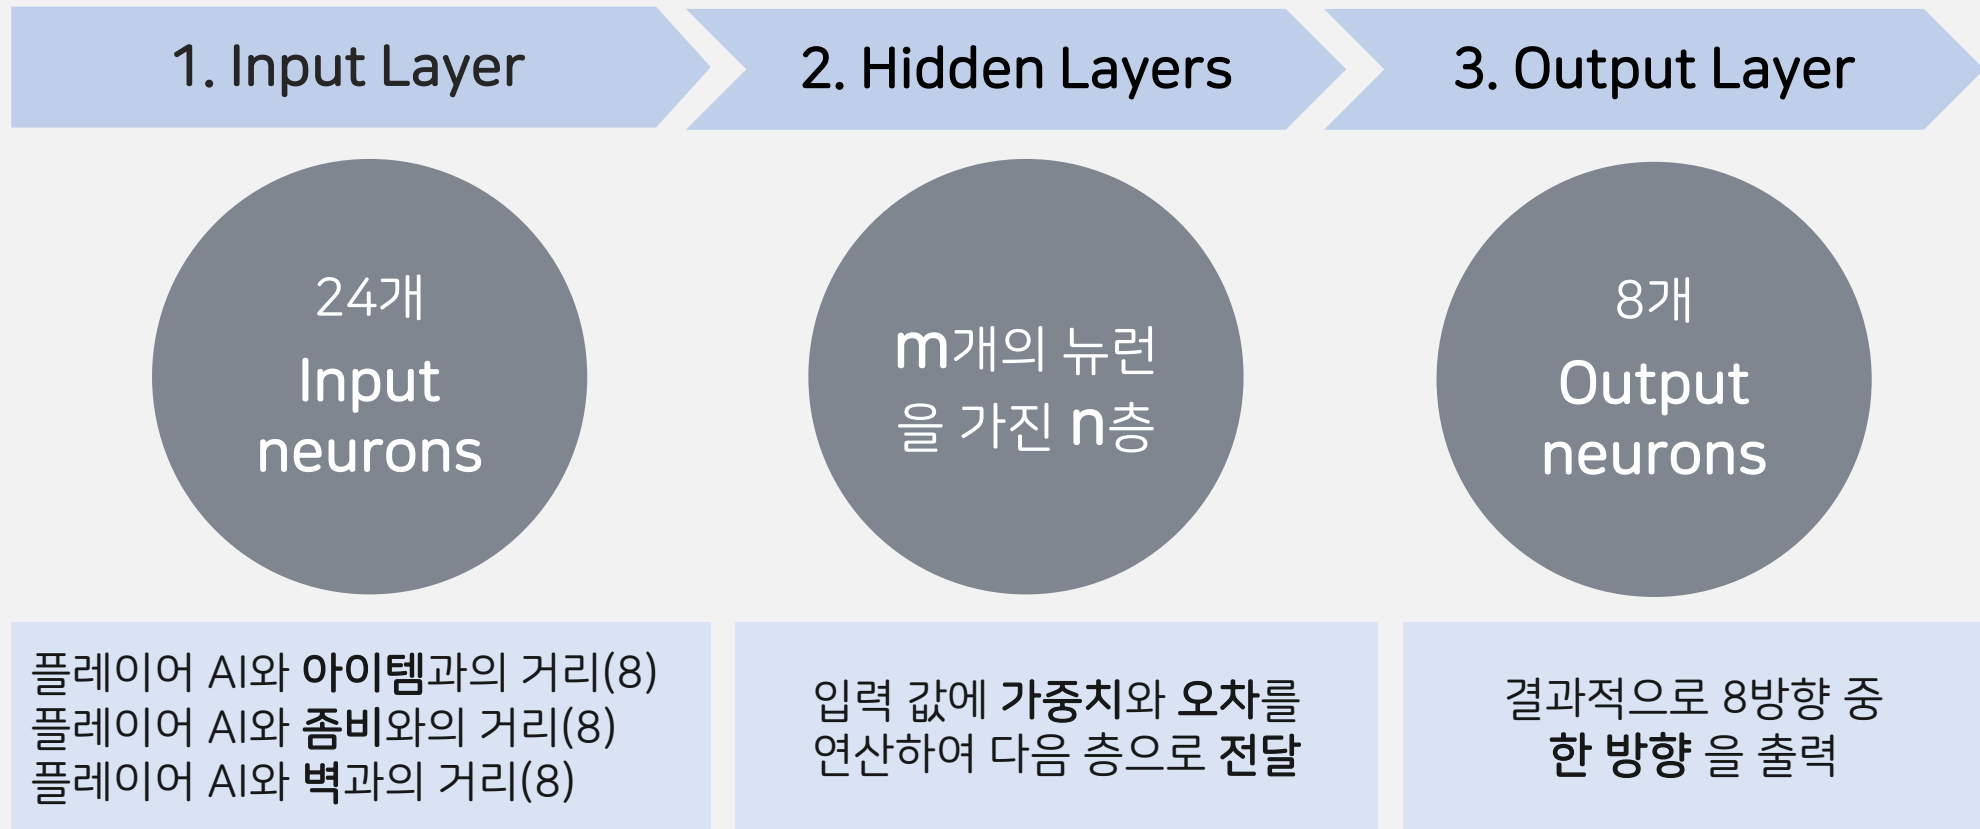 1. Input Layer
2. Hidden Layers
3. Output Layer
24개
Input
neurons
m개의 뉴런
을 가진 n층
8개
Output
neurons
플레이어 AI와 아이템과의 거리(8)
플레이어 AI와 좀비와의 거리(8)
플레이어 AI와 벽과의 거리(8)
입력 값에 가중치와 오차를
연산하여 다음 층으로 전달
결과적으로 8방향 중
한 방향 을 출력